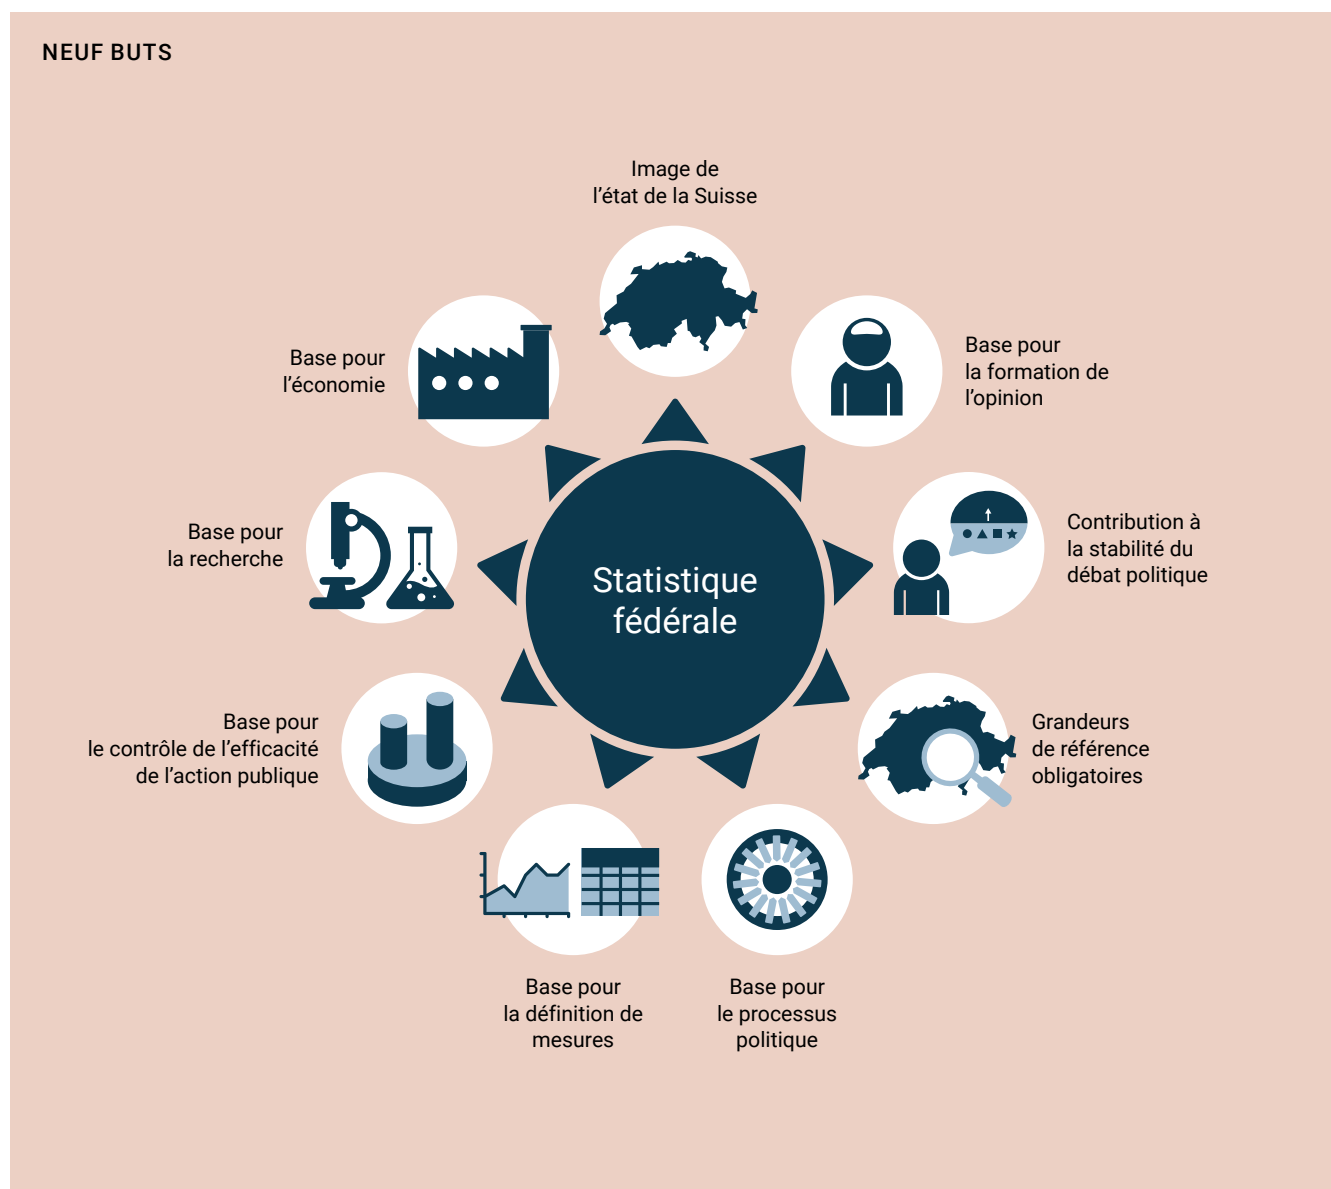 NEUF BUTS
Image de
l’état de la Suisse
Base pour
la formation de
l’opinion
Contribution à
la stabilité du
débat politique
Grandeurs
de référence
obligatoires
Base pour
le processus
politique
Base pour
la définition de
mesures
Base pour
le contrôle de l’efficacité
de l’action publique
Base pour
la recherche
Base pour
l’économie
Statistique
fédérale